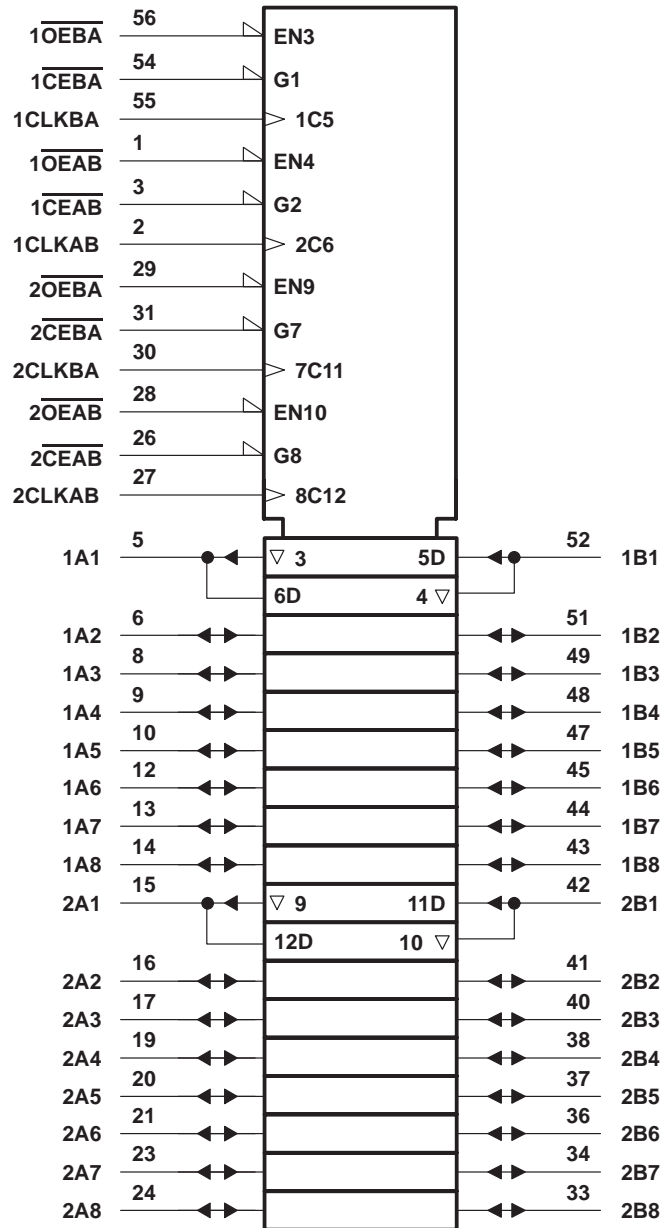 1OEBA 56 EN3
1CEBA 54 G1
1CLKBA 55 1C5
1OEAB 1 EN4
1CEAB 3 G2
1CLKAB 2 2C6
2OEBA 29 EN9
2CEBA 31 G7
2CLKBA 30 7C11
2OEAB 28 EN10
2CEAB 26 G8
2CLKAB 27 8C12
1A1 5 3 5D 52 1B1
6D 4
1A2 6 51 1B2
1A3 8 49 1B3
1A4 9 48 1B4
1A5 10 47 1B5
1A6 12 45 1B6
1A7 13 44 1B7
1A8 14 43 1B8
2A1 15 9 11D 42 2B1
12D 10
2A2 16 41 2B2
2A3 17 40 2B3
2A4 19 38 2B4
2A5 20 37 2B5
2A6 21 36 2B6
2A7 23 34 2B7
2A8 24 33 2B8